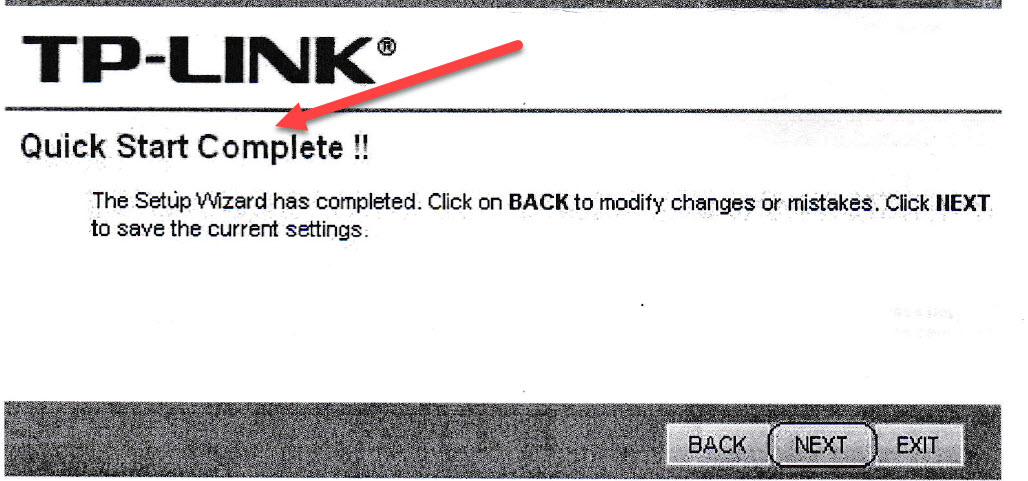 TP-LINK®
Quick Start Complete !!
The Setup Wizard has completed. Click on BACK to modify changes or mistakes. Click NEXT
to save the current settings.
BACK NEXT EXIT